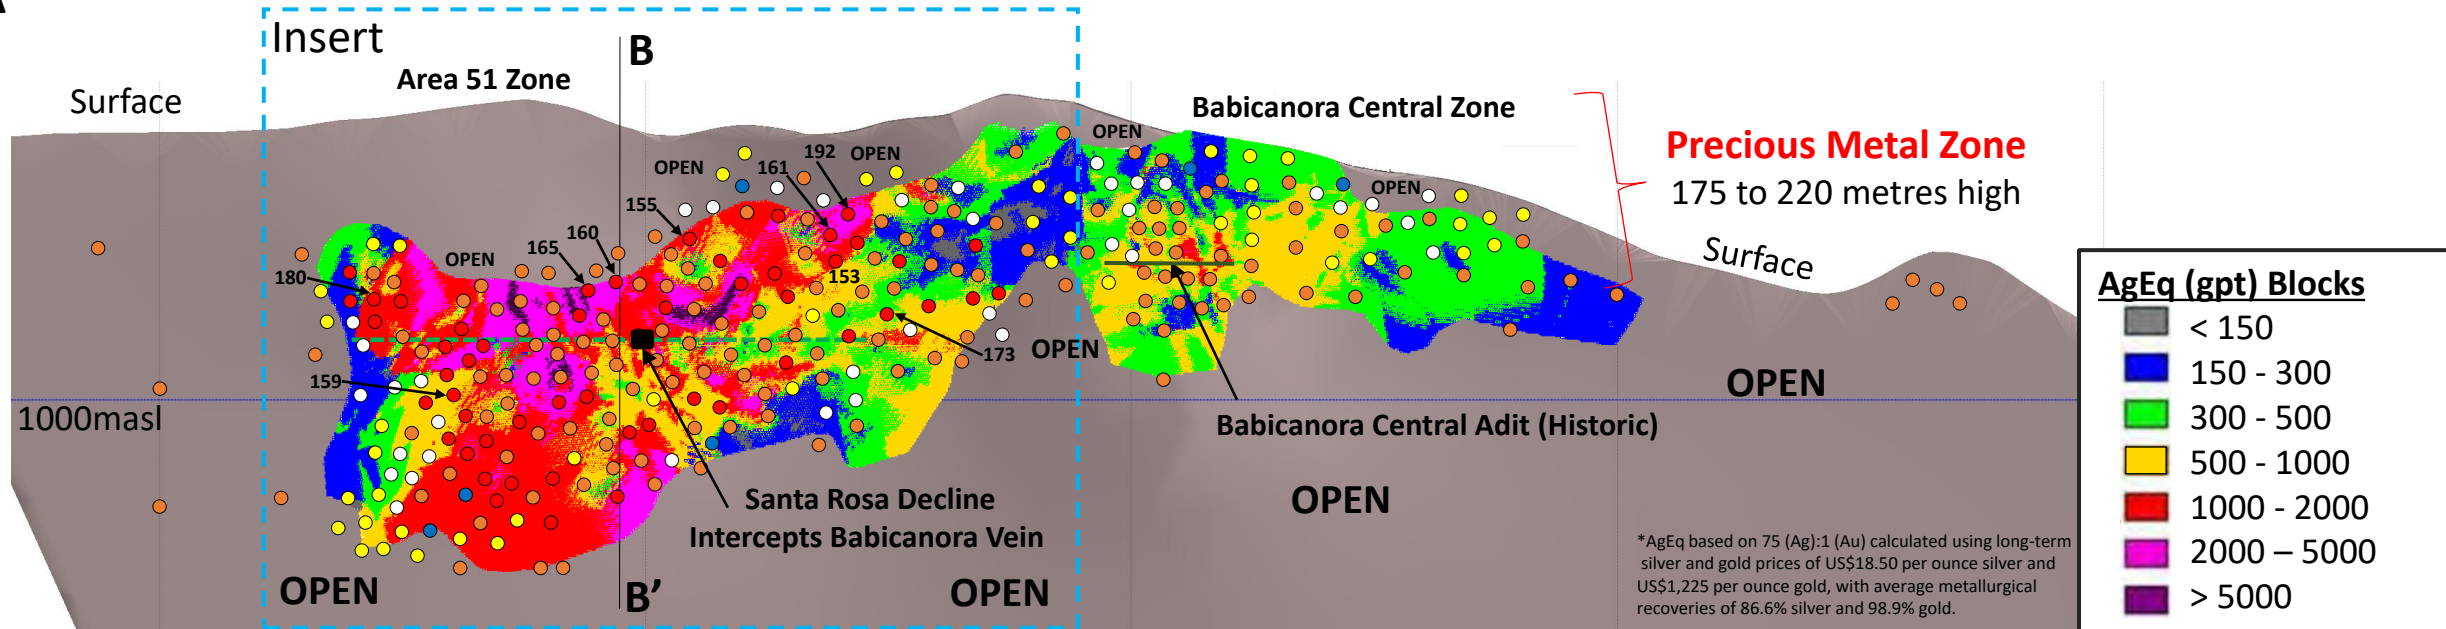 Insert
B
Area 51 Zone
Surface
Babicanora Central Zone
OPEN
Precious Metal Zone
175 to 220 metres high
192
OPEN
161
OPEN
OPEN
155
160
165
OPEN
180
153
Surface
173
OPEN
159
OPEN
1000masl
Babicanora Central Adit (Historic)
Santa Rosa Decline
Intercepts Babicanora Vein
OPEN
OPEN
B’
OPEN
*AgEq based on 75 (Ag):1 (Au) calculated using long-term
silver and gold prices of US$18.50 per ounce silver and
US$1,225 per ounce gold, with average metallurgical
recoveries of 86.6% silver and 98.9% gold.
AgEq (gpt) Blocks
< 150
150 - 300
300 - 500
500 - 1000
1000 - 2000
2000 – 5000
> 5000